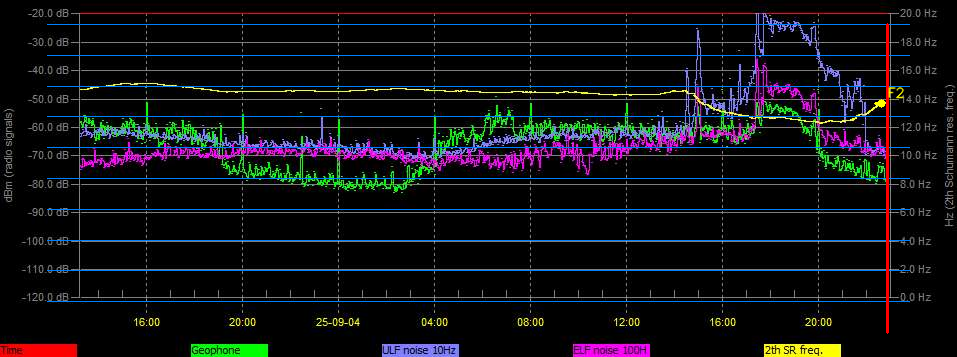 -20.0 dB 20.0 Hz
-30.0 dB 18.0 Hz
-40.0 dB 16.0 Hz
-50.0 dB 14.0 Hz
F2
-60.0 dB 12.0 Hz
-70.0 dB 10.0 Hz
-80.0 dB 8.0 Hz
-90.0 dB 6.0 Hz
-100.0 dB 4.0 Hz
-110.0 dB 2.0 Hz
-120.0 dB 0.0 Hz
dBm (radio signals)
Hz (2th Schumann res. freq.)
16:00 20:00 25-09-04 04:00 08:00 12:00 16:00 20:00
Time Geophone ULF noise 10Hz ELF noise 100H 2th SR freq.